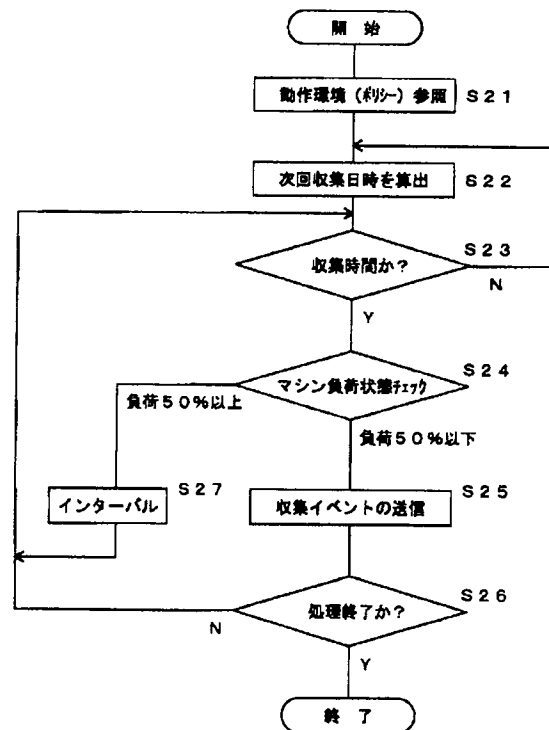 開 始
動作環境（ポリシー）参照 S21
次回収集日時を算出 S22
収集時間か？ S23
N
Y
マシン負荷状態チェック S24
負荷50%以上
負荷50%以下
インターバル S27
収集イベントの送信 S25
処理終了か？ S26
N
Y
終 了